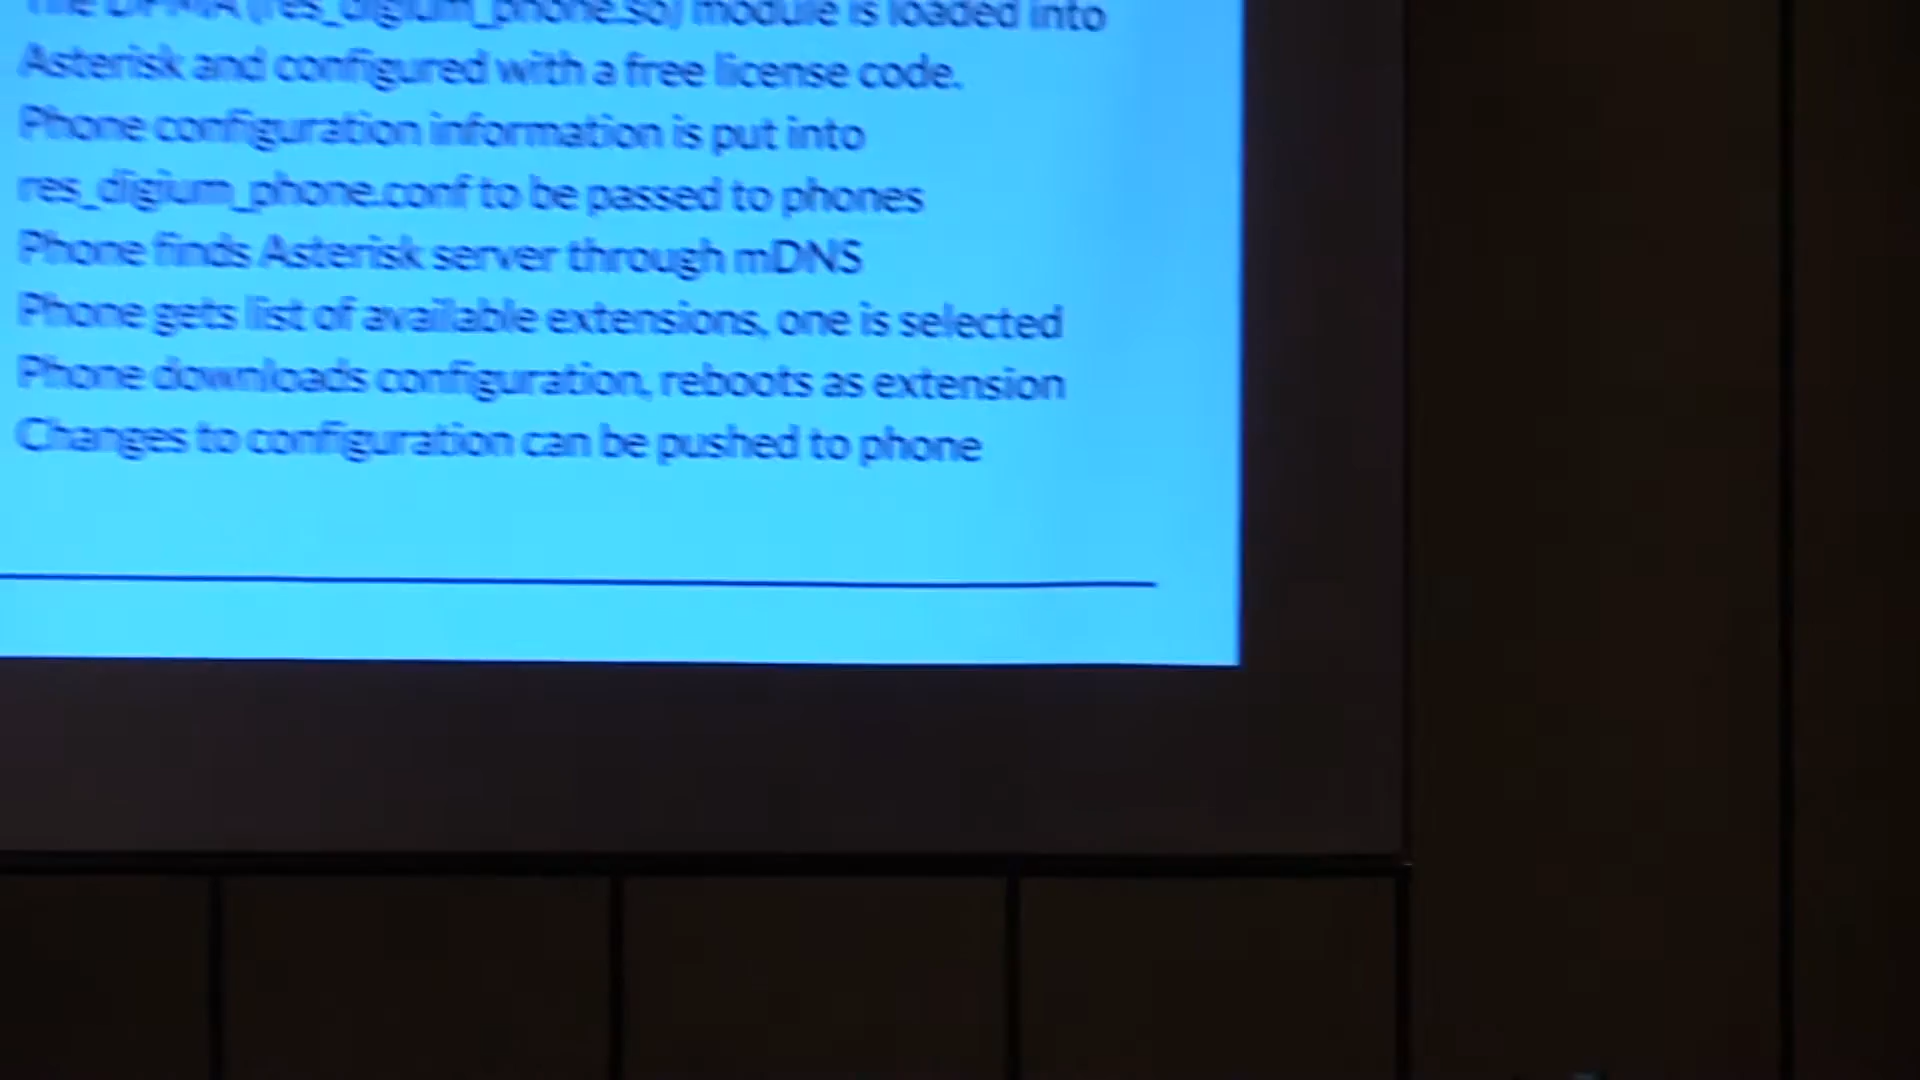 The DPMA (res_digium_phone.so) module is loaded into
Asterisk and configured with a free license code.
Phone configuration information is put into
res_digium_phone.conf to be passed to phones
Phone finds Asterisk server through mDNS
Phone gets list of available extensions, one is selected
Phone downloads configuration, reboots as extension
Changes to configuration can be pushed to phone